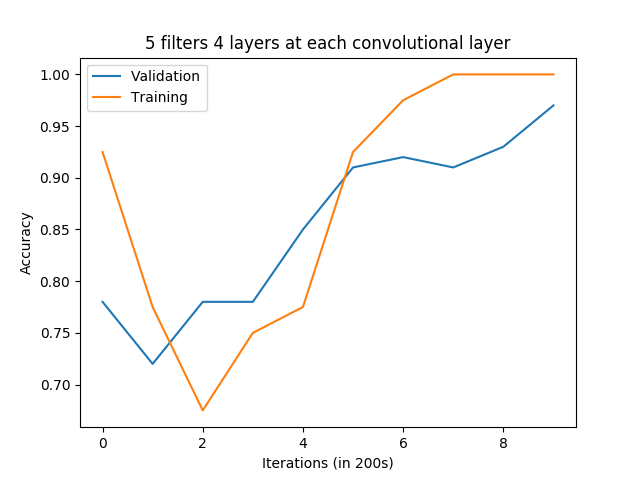 5 filters 4 layers at each convolutional layer
Validation
Training
1.00
0.95
0.90
0.85
0.80
0.75
0.70
Accuracy
0 2 4 6 8
Iterations (in 200s)